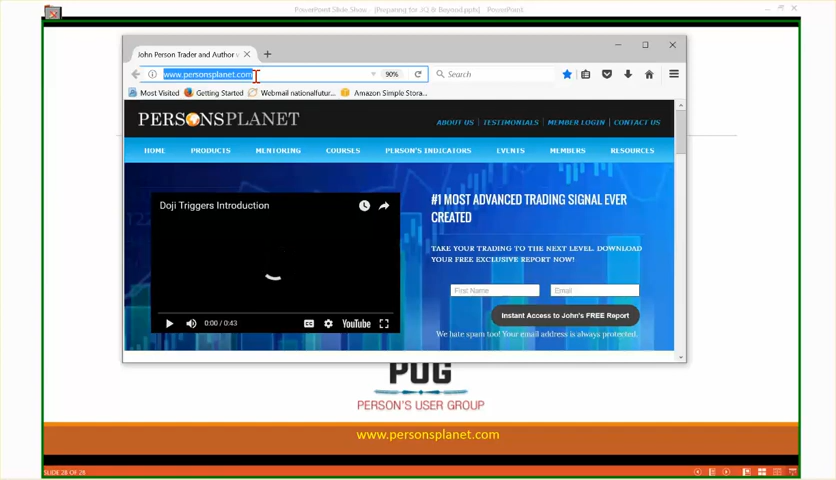 PowerPoint Slide Show - [Preparing for JQ & Beyond.pptx] - PowerPoint
John Person Trader and Author
www.personsplanet.com
90%
Search
Most Visited
Getting Started
Webmail nationalfutur...
Amazon Simple Stora...
PERSONSPLANET
ABOUT US | TESTIMONIALS | MEMBER LOGIN | CONTACT US
HOME
PRODUCTS
MENTORING
COURSES
PERSON'S INDICATORS
EVENTS
MEMBERS
RESOURCES
Doji Triggers Introduction
0:00 / 0:43
CC
YouTube
#1 MOST ADVANCED TRADING SIGNAL EVER
CREATED
TAKE YOUR TRADING TO THE NEXT LEVEL. DOWNLOAD
YOUR FREE EXCLUSIVE REPORT NOW!
First Name
Email
Instant Access to John's FREE Report
We hate spam too! Your email address is always protected.
PUG
PERSON'S USER GROUP
www.personsplanet.com
SLIDE 28 OF 28